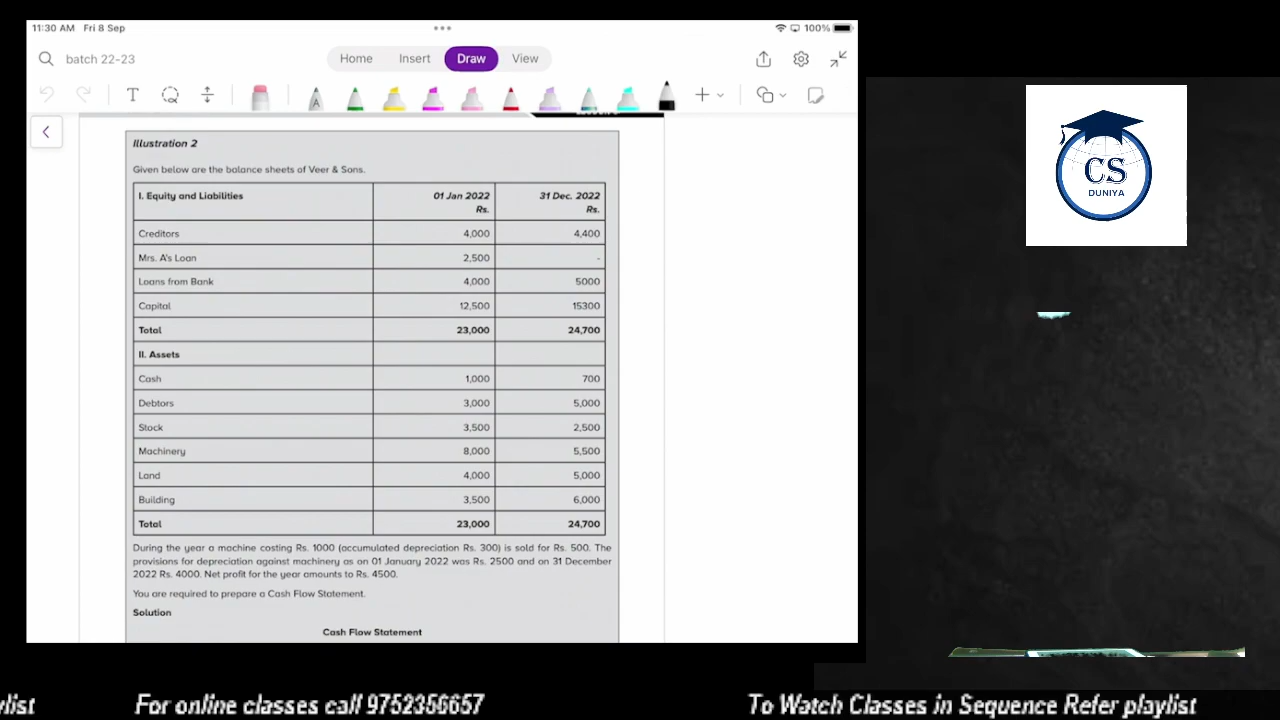 11:30 AM Fri 8 Sep
100%
batch 22-23
Home Insert Draw View
Illustration 2
Given below are the balance sheets of Veer & Sons.
I. Equity and Liabilities 01 Jan 2022 Rs. 31 Dec. 2022 Rs.
Creditors 4,000 4,400
Mrs. A's Loan 2,500 -
Loans from Bank 4,000 5000
Capital 12,500 15300
Total 23,000 24,700
II. Assets
Cash 1,000 700
Debtors 3,000 5,000
Stock 3,500 2,500
Machinery 8,000 5,500
Land 4,000 5,000
Building 3,500 6,000
Total 23,000 24,700
During the year a machine costing Rs. 1000 (accumulated depreciation Rs. 300) is sold for Rs. 500. The
provisions for depreciation against machinery as on 01 January 2022 was Rs. 2500 and on 31 December
2022 Rs. 4000. Net profit for the year amounts to Rs. 4500.
You are required to prepare a Cash Flow Statement.
Solution
Cash Flow Statement
CS
DUNIYA
ylist For online classes call 9752356657 To Watch Classes in Sequence Refer playlist